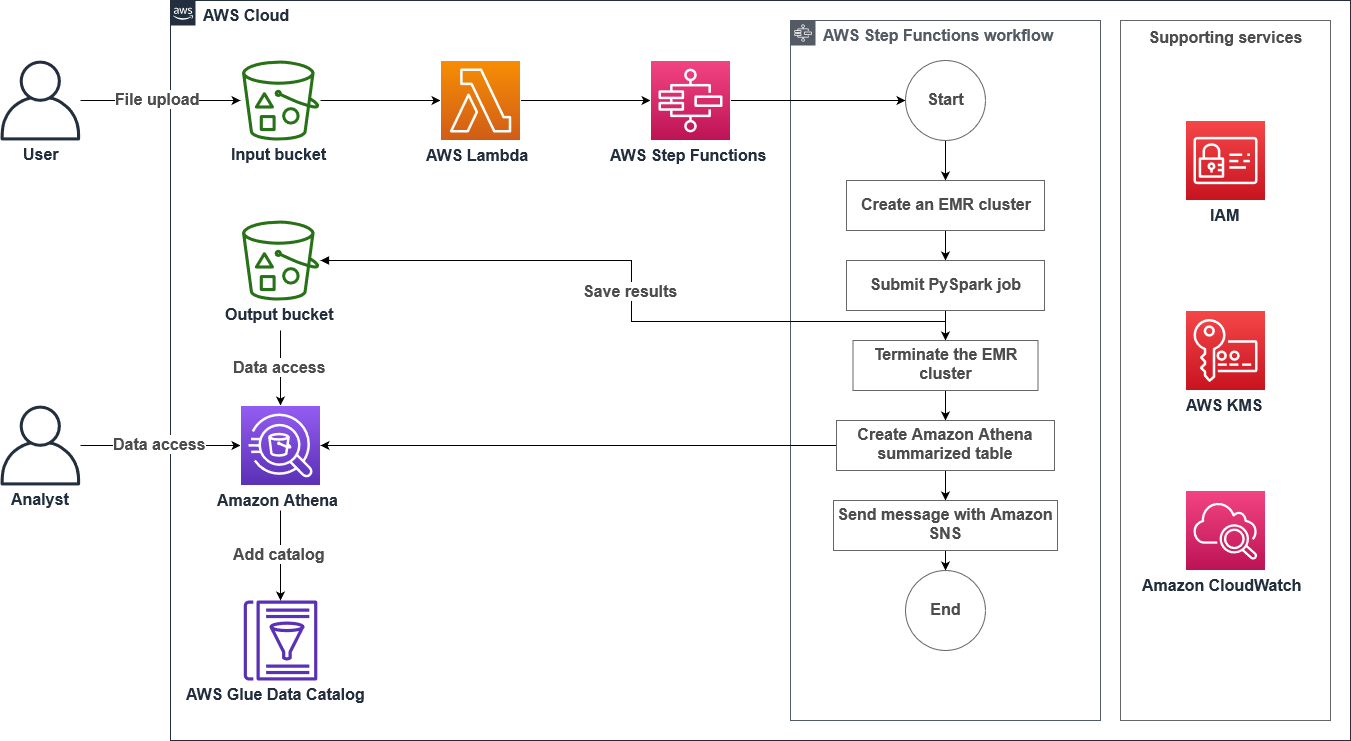 aws
AWS Cloud
AWS Step Functions workflow
Supporting services
User
File upload
Input bucket
AWS Lambda
AWS Step Functions
Start
Create an EMR cluster
Submit PySpark job
Terminate the EMR
cluster
Create Amazon Athena
summarized table
Send message with Amazon
SNS
End
Save results
Output bucket
Data access
Analyst
Data access
Amazon Athena
Add catalog
AWS Glue Data Catalog
IAM
AWS KMS
Amazon CloudWatch